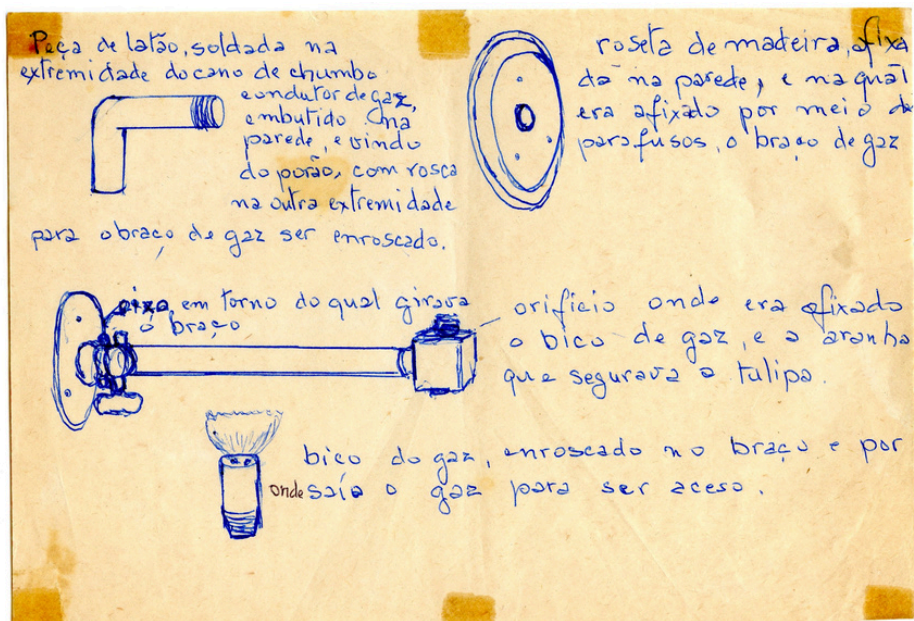 Peça de latão, soldada na
extremidade do cano de chumbo
condutor de gaz,
embutido na
parede, e vindo
do porão, com rosca
na outra extremidade
para o braço de gaz ser enroscado.
roseta de madeira, afixa
da na parede, e na qual
era afixado por meio de
parafusos, o braço de gaz
eixo, em torno do qual girava
o braço
orificio onde era afixado
o bico de gaz, e a aranha
que segurava a tulipa.
bico do gaz, enroscado no braço e por
onde saía o gaz para ser aceso.